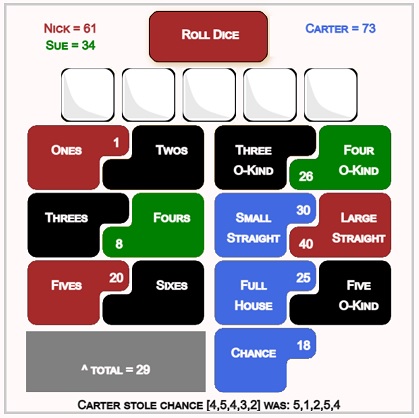 Nick = 61
Sue = 34
Roll Dice
Carter = 73
Ones 1
Twos
Three
O-Kind
26
Four
O-Kind
Threes
Fours
8
Small
Straight
30
Large
Straight
40
Fives
20
Sixes
Full
House
25
Five
O-Kind
^ total = 29
Chance
18
Carter stole chance [4,5,4,3,2] was: 5,1,2,5,4